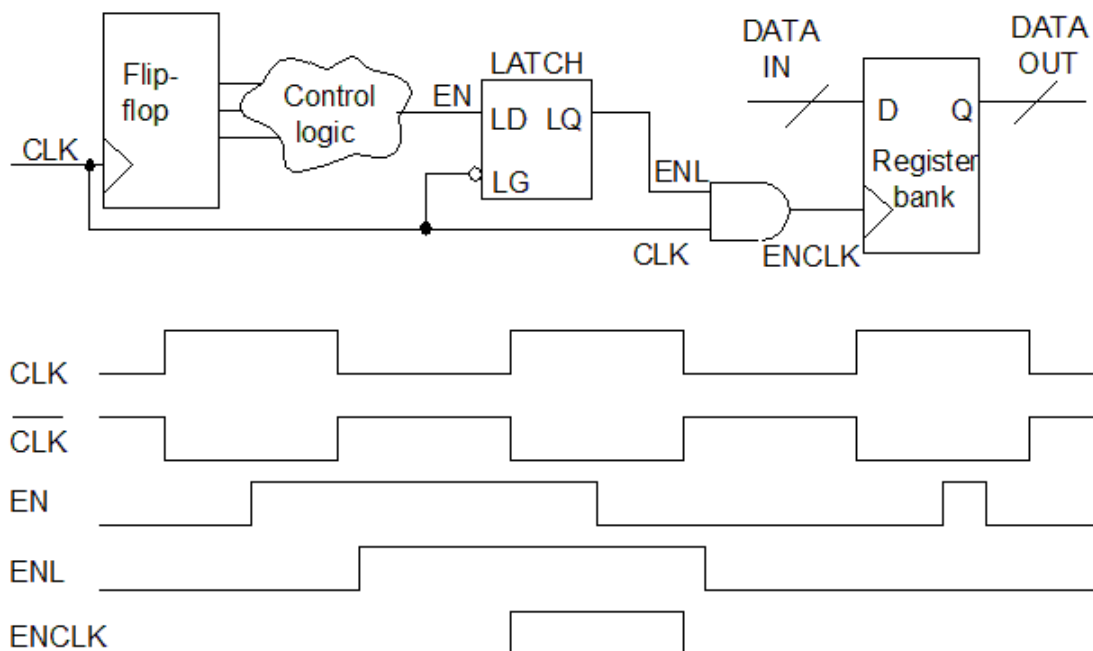 Flip-
flop
CLK
Control
logic
EN
LATCH
LD LQ
LG
ENL
CLK
ENCLK
DATA
IN
DATA
OUT
D Q
Register
bank
CLK
CLK
EN
ENL
ENCLK